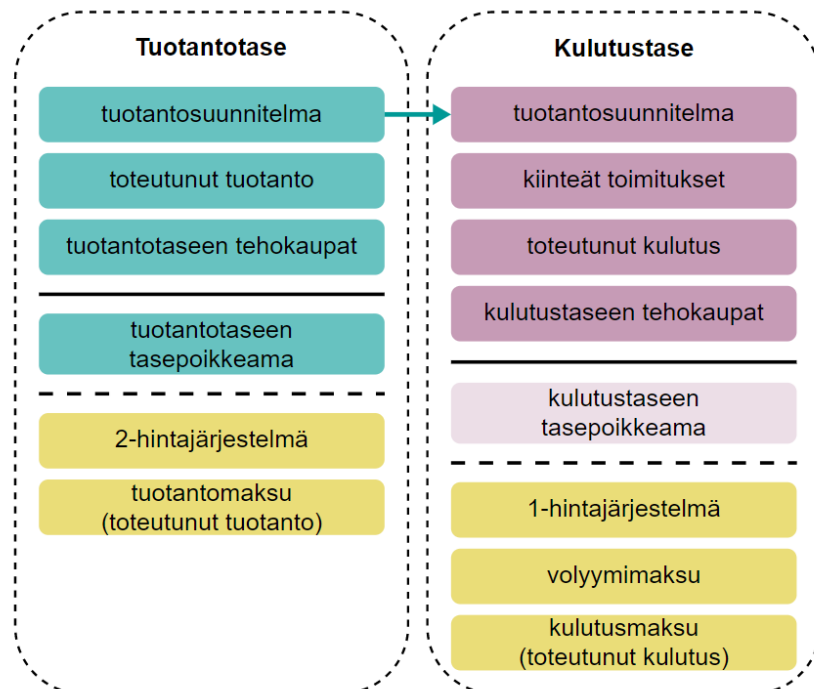 Tuotantotase
tuotantosuunnitelma
toteutunut tuotanto
tuotantotaseen tehokaupat
tuotantotaseen
tasepoikkeama
2-hintajärjestelmä
tuotantomaksu
(toteutunut tuotanto)
Kulutustase
tuotantosuunnitelma
kiinteät toimitukset
toteutunut kulutus
kulutustaseen tehokaupat
kulutustaseen
tasepoikkeama
1-hintajärjestelmä
volyymimaksu
kulutusmaksu
(toteutunut kulutus)